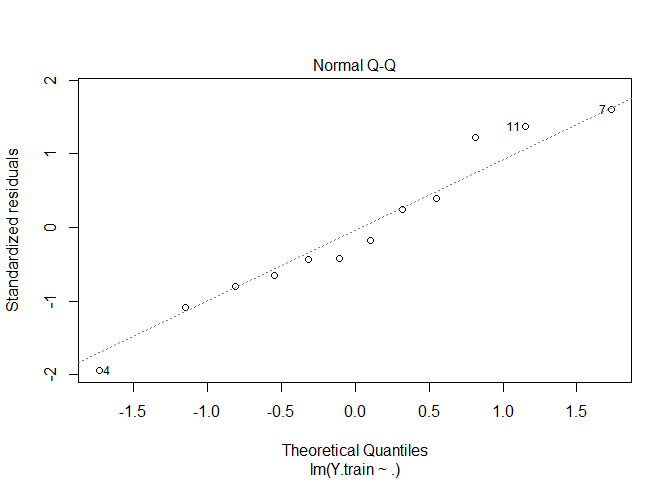 Normal Q-Q
Standardized residuals
2
1
0
-1
-2
11
7
4
-1.5 -1.0 -0.5 0.0 0.5 1.0 1.5
Theoretical Quantiles
lm(Y.train ~ .)